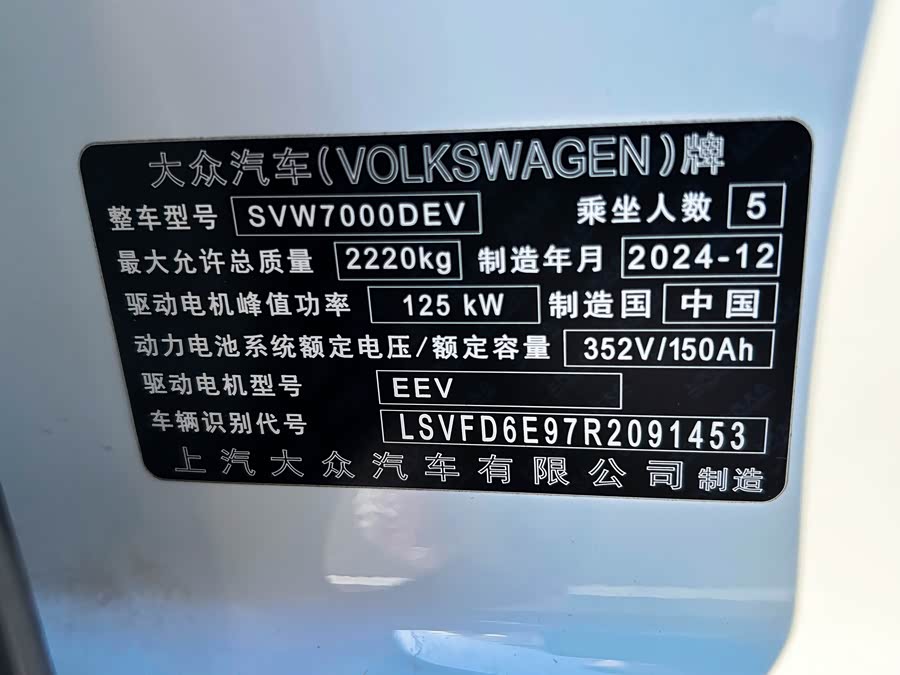 大众汽车(VOLKSWAGEN)牌
整车型号 SVW7000DEV 乘坐人数 5
最大允许总质量 2220kg 制造年月 2024-12
驱动电机峰值功率 125 kW 制造国 中国
动力电池系统额定电压/额定容量 352V/150Ah
驱动电机型号 EEV
车辆识别代号 LSVFD6E97R2091453
上汽大众汽车有限公司 制造